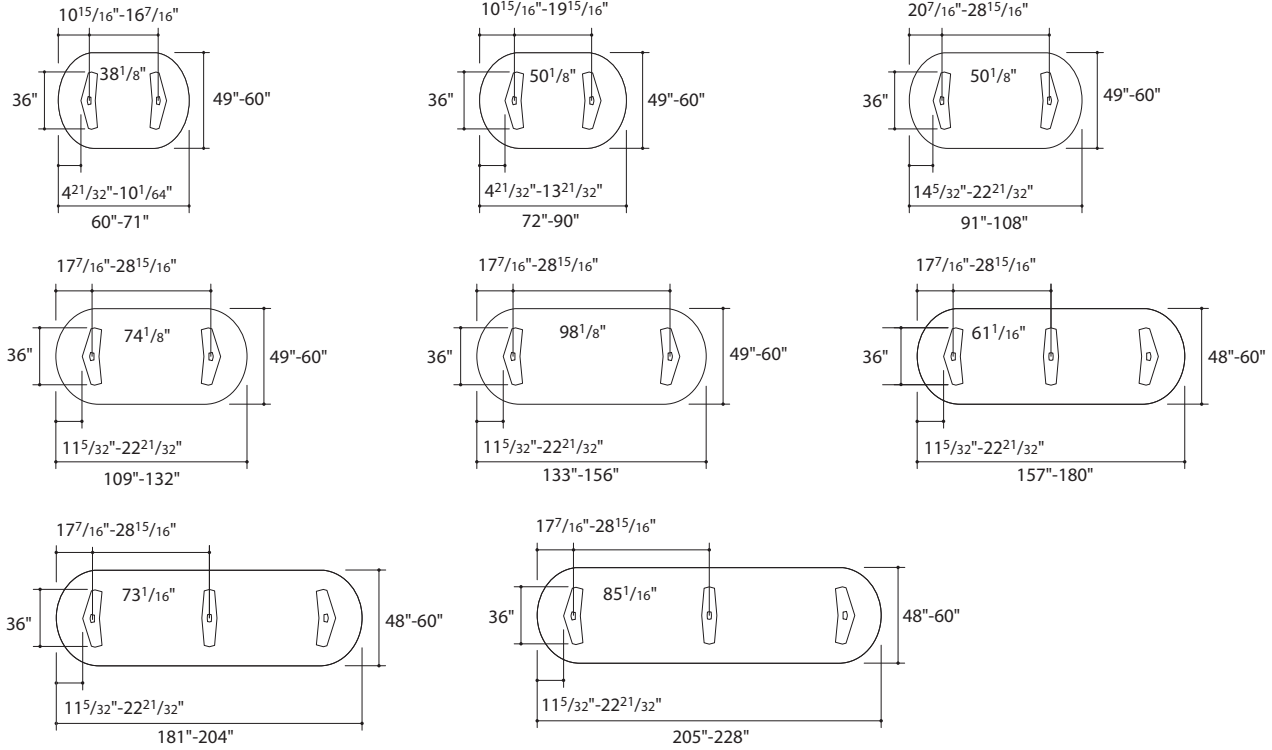 10 15/16"-16 7/16"
38 1/8"
36"
49"-60"
4 21/32"-10 1/64"
60"-71"
10 15/16"-19 15/16"
50 1/8"
36"
49"-60"
4 21/32"-13 21/32"
72"-90"
20 7/16"-28 15/16"
50 1/8"
36"
49"-60"
14 5/32"-22 21/32"
91"-108"
17 7/16"-28 15/16"
74 1/8"
36"
49"-60"
11 5/32"-22 21/32"
109"-132"
17 7/16"-28 15/16"
98 1/8"
36"
49"-60"
11 5/32"-22 21/32"
133"-156"
17 7/16"-28 15/16"
61 1/16"
36"
48"-60"
11 5/32"-22 21/32"
157"-180"
17 7/16"-28 15/16"
73 1/16"
36"
48"-60"
11 5/32"-22 21/32"
181"-204"
17 7/16"-28 15/16"
85 1/16"
36"
48"-60"
11 5/32"-22 21/32"
205"-228"